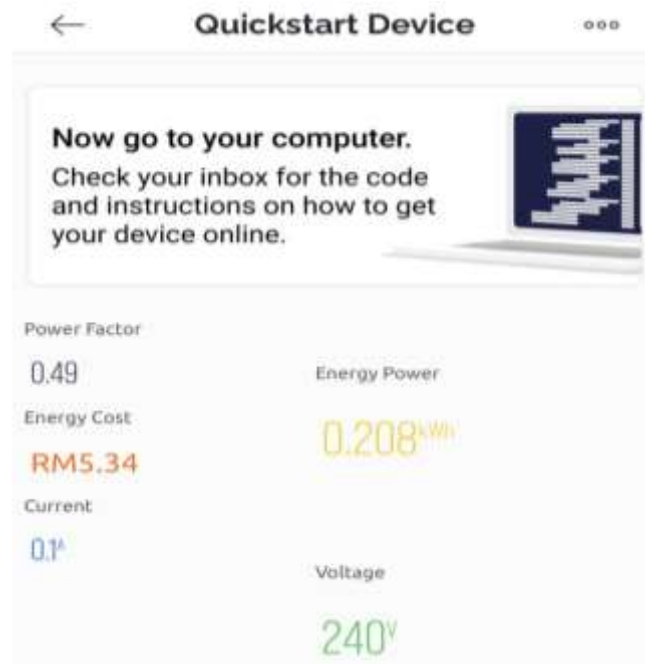 Quickstart Device
Now go to your computer.
Check your inbox for the code
and instructions on how to get
your device online.
Power Factor
0.49
Energy Power
0.208kWh
Energy Cost
RM5.34
Current
0.1A
Voltage
240V